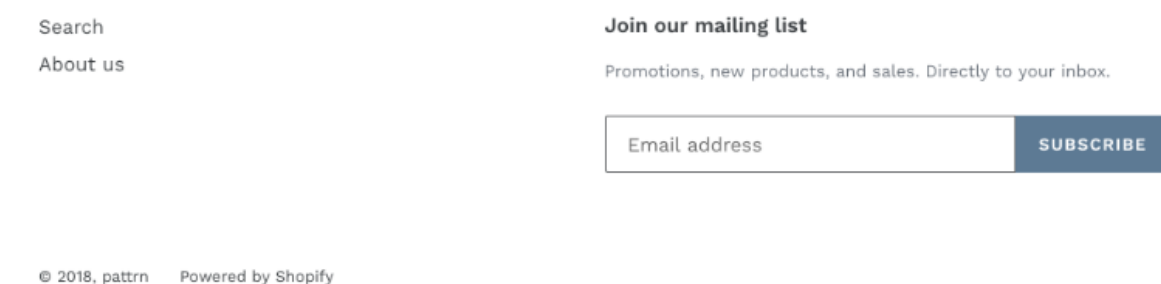 Search
About us
Join our mailing list
Promotions, new products, and sales. Directly to your inbox.
Email address
SUBSCRIBE
© 2018, pattrn
Powered by Shopify